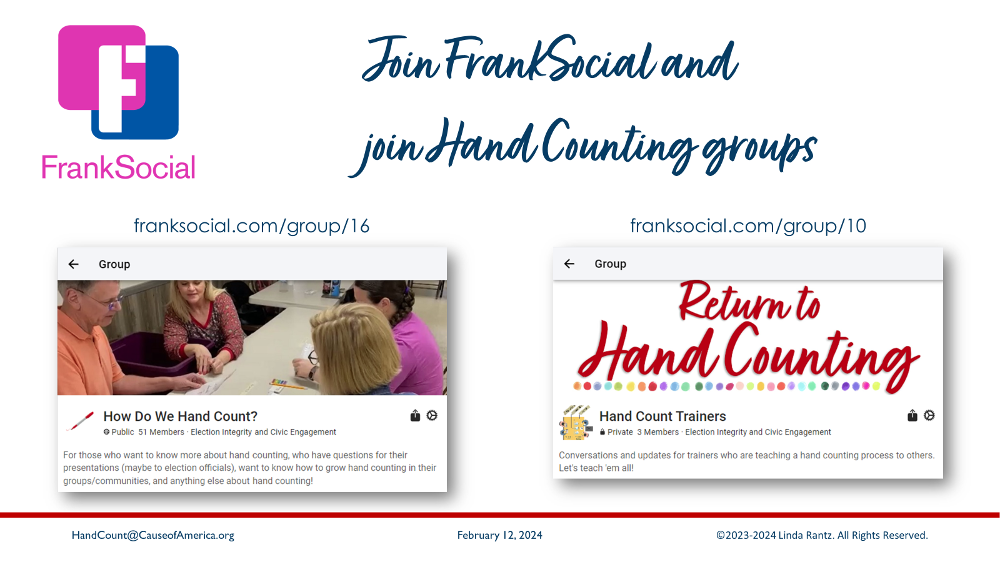 FrankSocial
Join FrankSocial and
join Hand Counting groups
franksocial.com/group/16
Group
How Do We Hand Count?
Public 51 Members · Election Integrity and Civic Engagement
For those who want to know more about hand counting, who have questions for their
presentations (maybe to election officials), want to know how to grow hand counting in their
groups/communities, and anything else about hand counting!
franksocial.com/group/10
Group
Return to
Hand Counting
Hand Count Trainers
Private 3 Members · Election Integrity and Civic Engagement
Conversations and updates for trainers who are teaching a hand counting process to others.
Let's teach 'em all!
HandCount@CauseofAmerica.org
February 12, 2024
©2023-2024 Linda Rantz. All Rights Reserved.